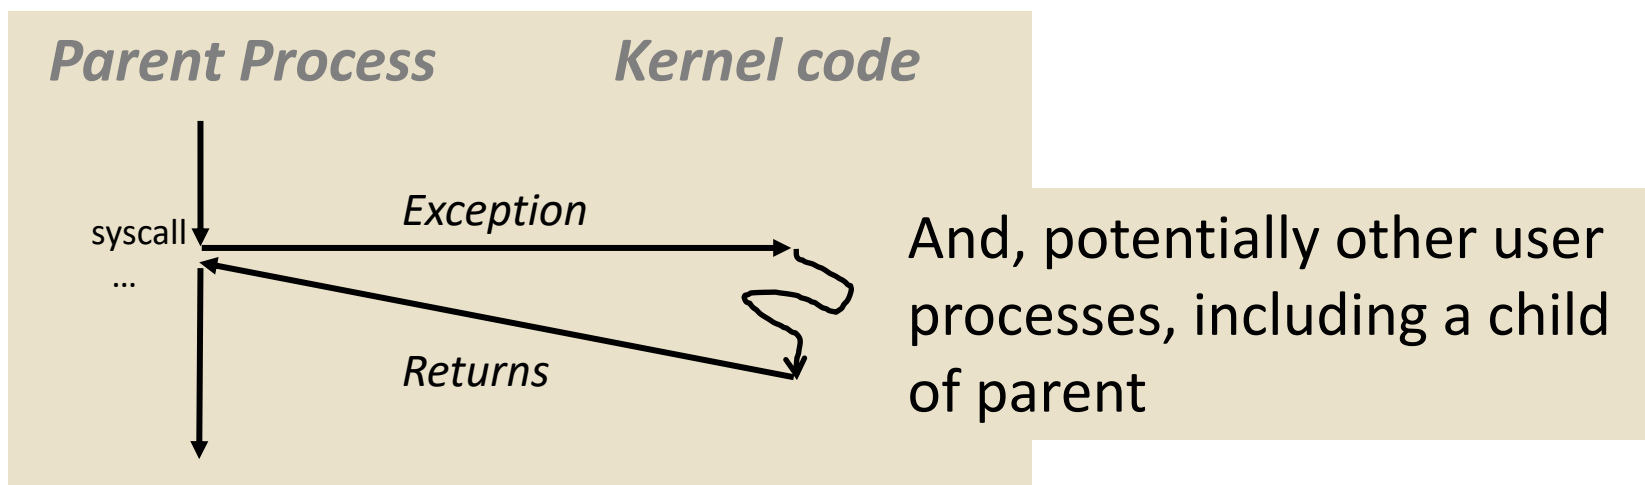 Parent Process
Kernel code
Exception
syscall
...
Returns
And, potentially other user
processes, including a child
of parent